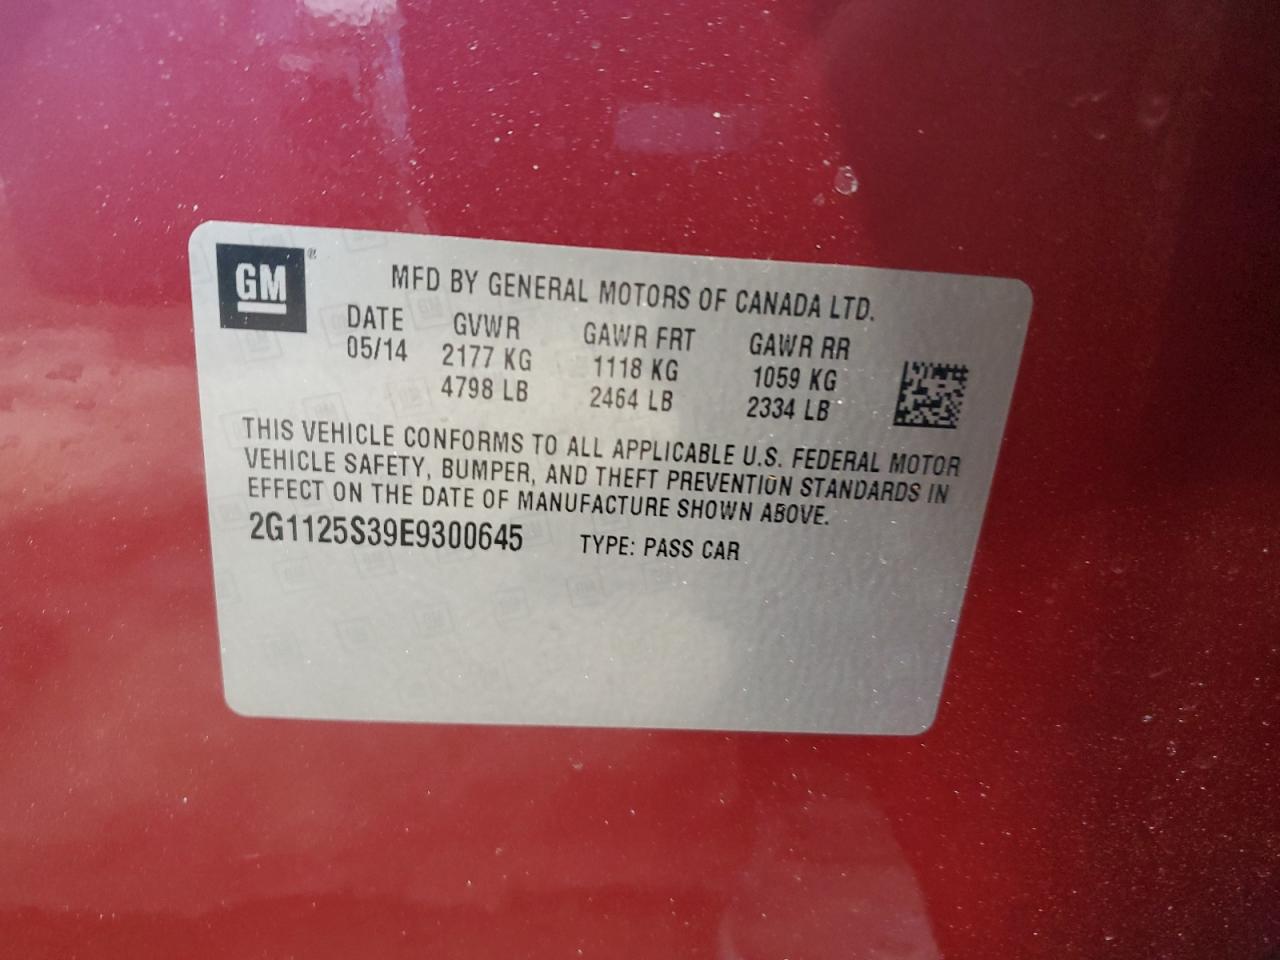 GM ®
MFD BY GENERAL MOTORS OF CANADA LTD.
DATE GVWR GAWR FRT GAWR RR
05/14 2177 KG 1118 KG 1059 KG
4798 LB 2464 LB 2334 LB
THIS VEHICLE CONFORMS TO ALL APPLICABLE U.S. FEDERAL MOTOR
VEHICLE SAFETY, BUMPER, AND THEFT PREVENTION STANDARDS IN
EFFECT ON THE DATE OF MANUFACTURE SHOWN ABOVE.
2G1125S39E9300645 TYPE: PASS CAR